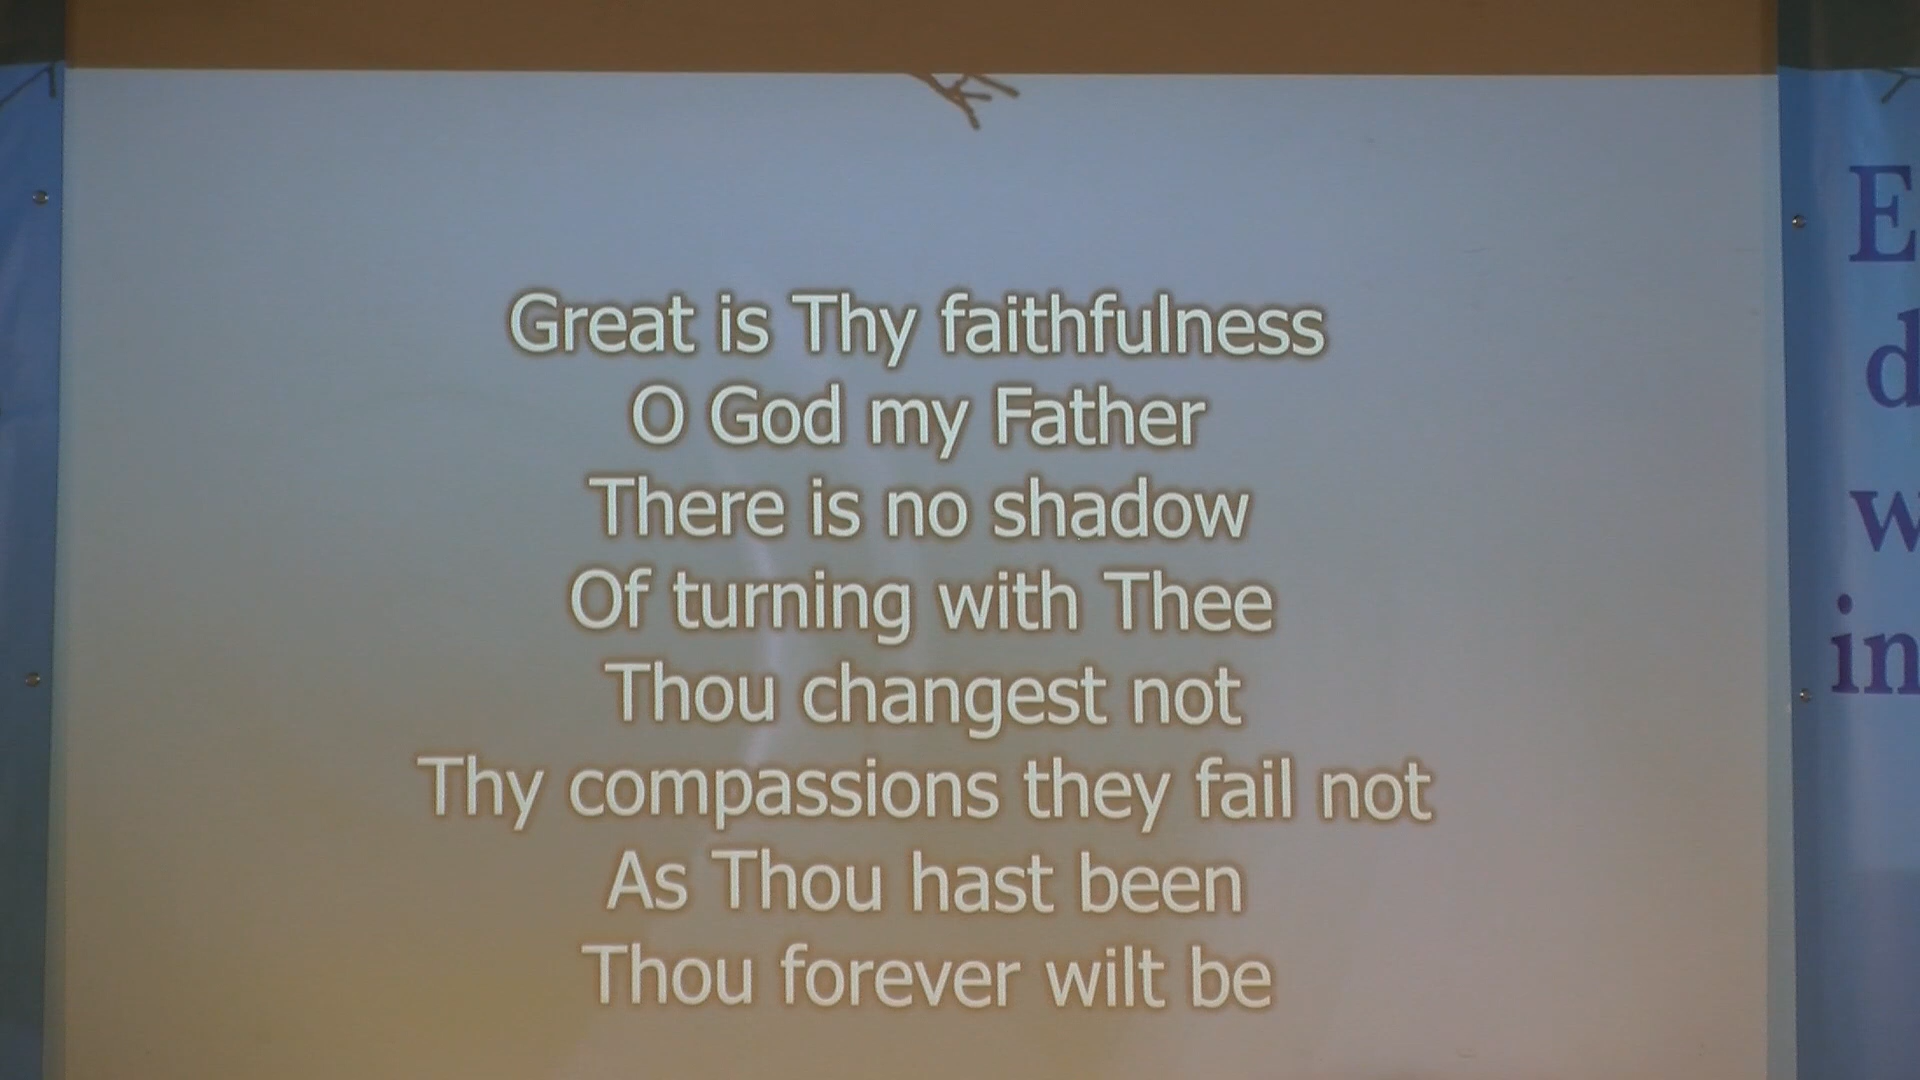 Great is Thy faithfulness
O God my Father
There is no shadow
Of turning with Thee
Thou changest not
Thy compassions they fail not
As Thou hast been
Thou forever wilt be
E
d
w
in